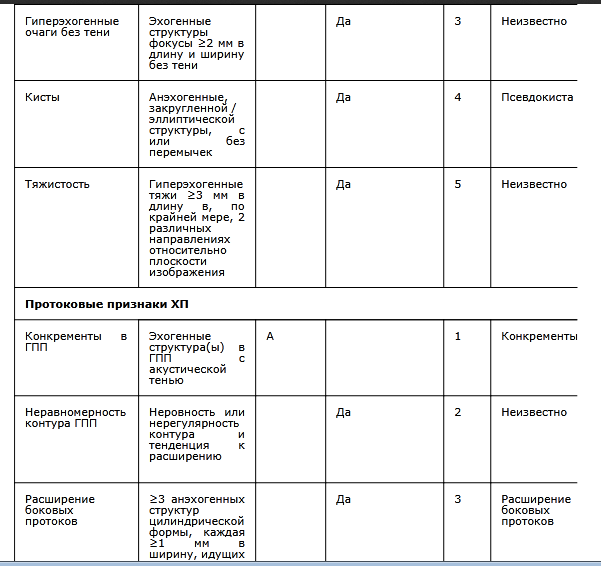 Гиперэхогенные очаги без тени
Эхогенные структуры фокусы ≥2 мм в длину и ширину без тени
Да
3
Неизвестно
Кисты
Анэхогенные, закругленной / эллиптической структуры, с или без перемычек
Да
4
Псевдокиста
Тяжистость
Гиперэхогенные тяжи ≥3 мм в длину в, по крайней мере, 2 различных направлениях относительно плоскости изображения
Да
5
Неизвестно
Протоковые признаки ХП
Конкременты в ГПП
Эхогенные структура(ы) в ГПП с акустической тенью
А
1
Конкременты
Неравномерность контура ГПП
Неровность или нерегулярность контура и тенденция к расширению
Да
2
Неизвестно
Расширение боковых протоков
≥3 анэхогенных структур цилиндрической формы, каждая ≥1 мм в ширину, идущих
Да
3
Расширение боковых протоков